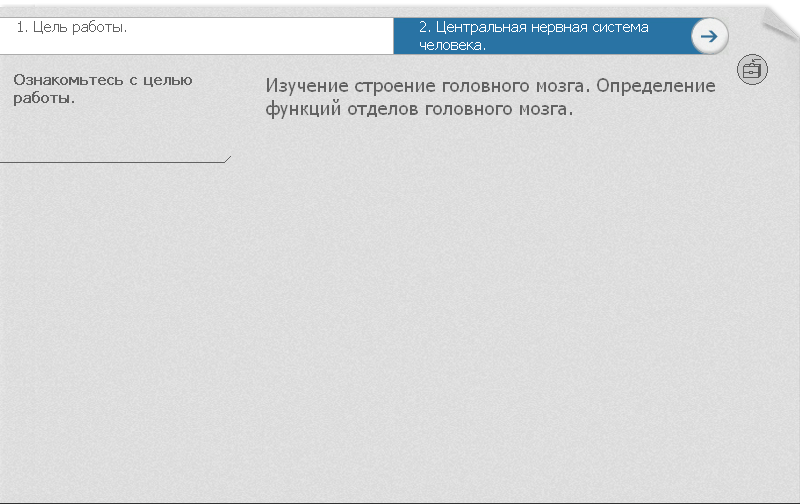 1. Цель работы.
2. Центральная нервная система
человека.
Ознакомьтесь с целью
работы.
Изучение строение головного мозга. Определение
функций отделов головного мозга.